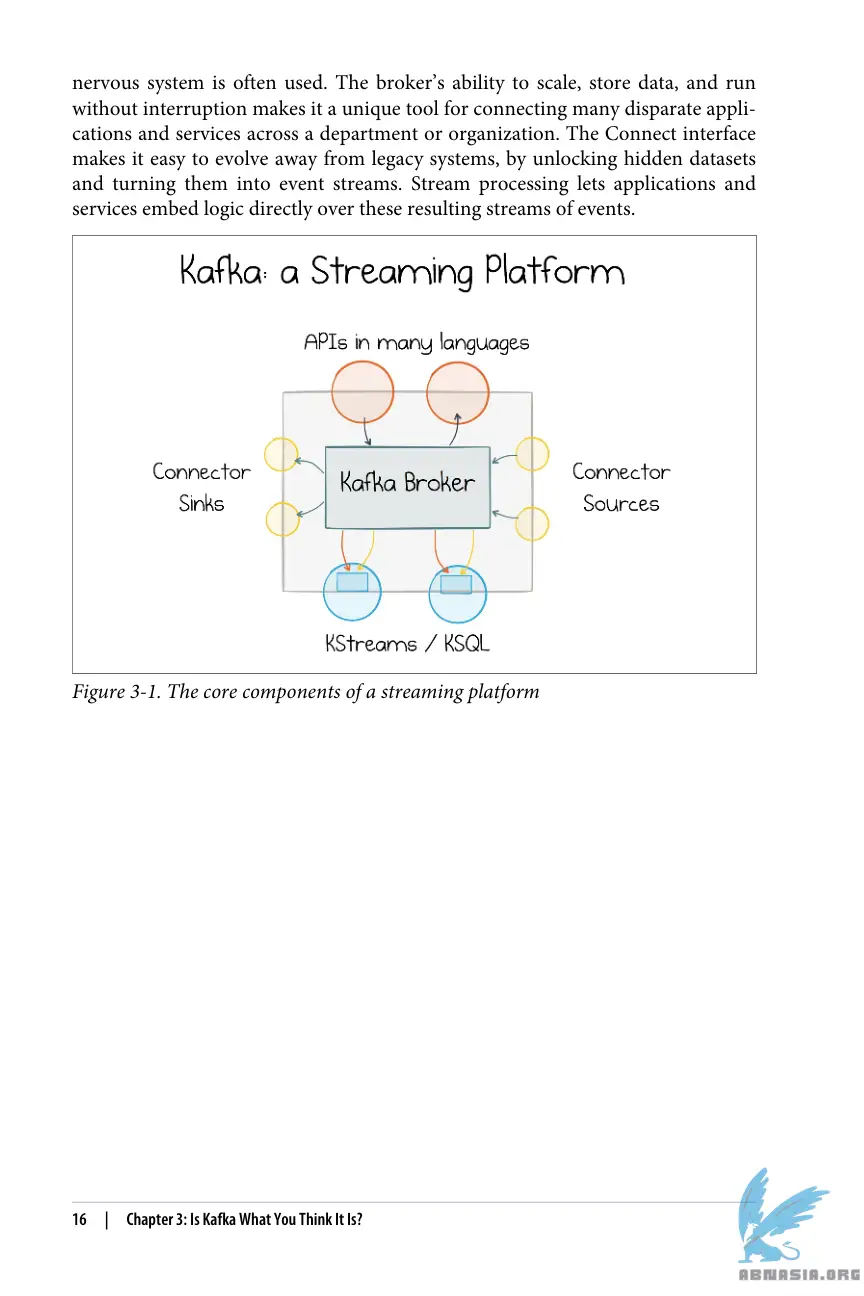 nervous system is often used. The broker’s ability to scale, store data, and run
without interruption makes it a unique tool for connecting many disparate appli-
cations and services across a department or organization. The Connect interface
makes it easy to evolve away from legacy systems, by unlocking hidden datasets
and turning them into event streams. Stream processing lets applications and
services embed logic directly over these resulting streams of events.
Kafka: a Streaming Platform
APIs in many languages
Connector
Sinks
Kafka Broker
Connector
Sources
KStreams / KSQL
Figure 3-1. The core components of a streaming platform
16 | Chapter 3: Is Kafka What You Think It Is?
ABNASIA.ORG